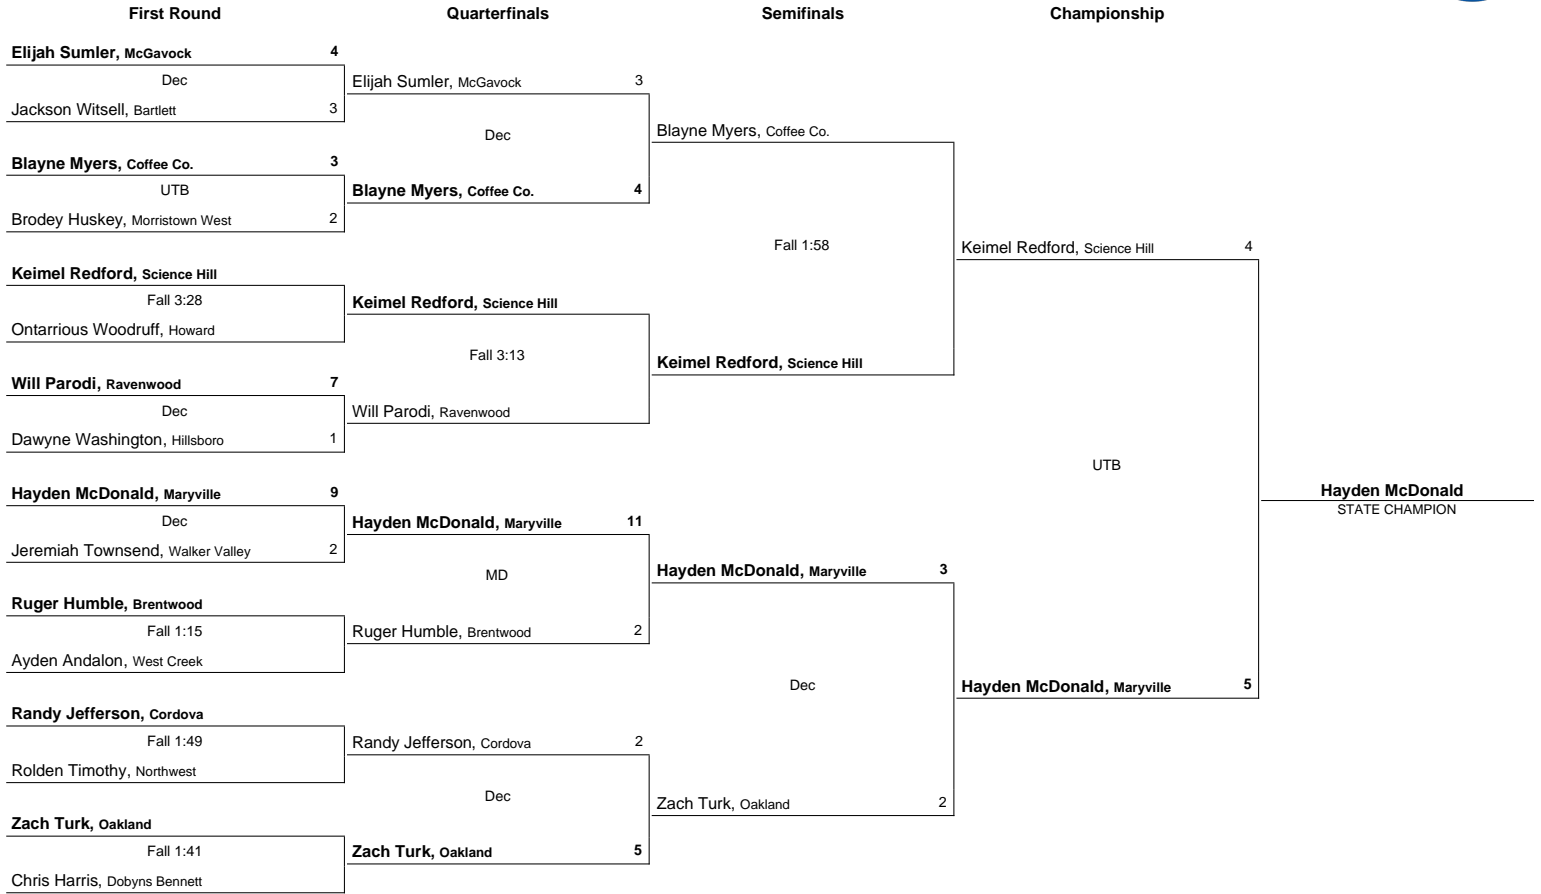 First Round
Quarterfinals
Semifinals
Championship
Elijah Sumler, McGavock 4
Dec
Jackson Witsell, Bartlett 3
Blayne Myers, Coffee Co. 3
UTB
Brodey Huskey, Morristown West 2
Keimel Redford, Science Hill
Fall 3:28
Ontarrious Woodruff, Howard
Will Parodi, Ravenwood 7
Dec
Dawyne Washington, Hillsboro 1
Hayden McDonald, Maryville 9
Dec
Jeremiah Townsend, Walker Valley 2
Ruger Humble, Brentwood
Fall 1:15
Ayden Andalon, West Creek
Randy Jefferson, Cordova
Fall 1:49
Rolden Timothy, Northwest
Zach Turk, Oakland
Fall 1:41
Chris Harris, Dobyns Bennett
Elijah Sumler, McGavock 3
Dec
Blayne Myers, Coffee Co. 4
Keimel Redford, Science Hill
Fall 3:13
Will Parodi, Ravenwood
Hayden McDonald, Maryville 11
MD
Ruger Humble, Brentwood 2
Randy Jefferson, Cordova 2
Dec
Zach Turk, Oakland 5
Blayne Myers, Coffee Co.
Fall 1:58
Keimel Redford, Science Hill
Hayden McDonald, Maryville 3
Dec
Zach Turk, Oakland 2
Keimel Redford, Science Hill 4
UTB
Hayden McDonald, Maryville 5
Hayden McDonald
STATE CHAMPION